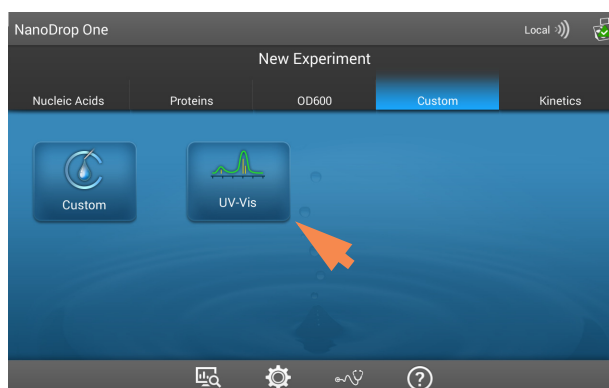 NanoDrop One Local
New Experiment
Nucleic Acids Proteins OD600 Custom Kinetics
Custom UV-Vis
?